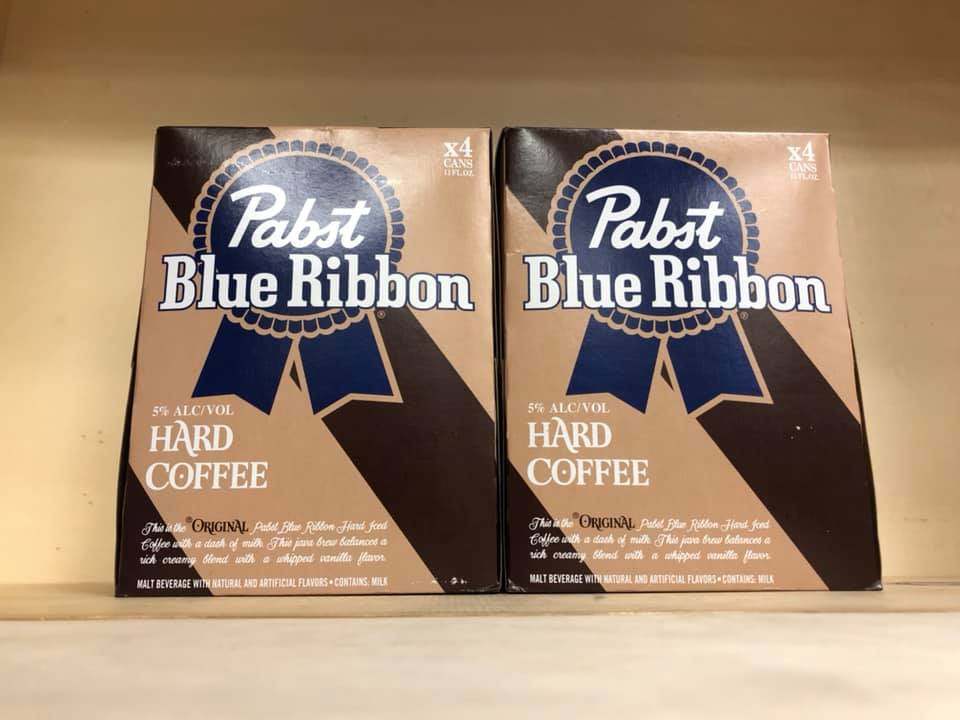 x4
CANS
11 FL.OZ.
Pabst
Blue Ribbon®
5% ALC/VOL
HARD
COFFEE
This is the ®ORIGINAL Pabst Blue Ribbon Hard Iced
Coffee with a dash of milk. This java brew balances a
rich creamy blend with a whipped vanilla flavor.
MALT BEVERAGE WITH NATURAL AND ARTIFICIAL FLAVORS • CONTAINS: MILK
x4
CANS
11 FL.OZ.
Pabst
Blue Ribbon®
5% ALC/VOL
HARD
COFFEE
This is the ®ORIGINAL Pabst Blue Ribbon Hard Iced
Coffee with a dash of milk. This java brew balances a
rich creamy blend with a whipped vanilla flavor.
MALT BEVERAGE WITH NATURAL AND ARTIFICIAL FLAVORS • CONTAINS: MILK